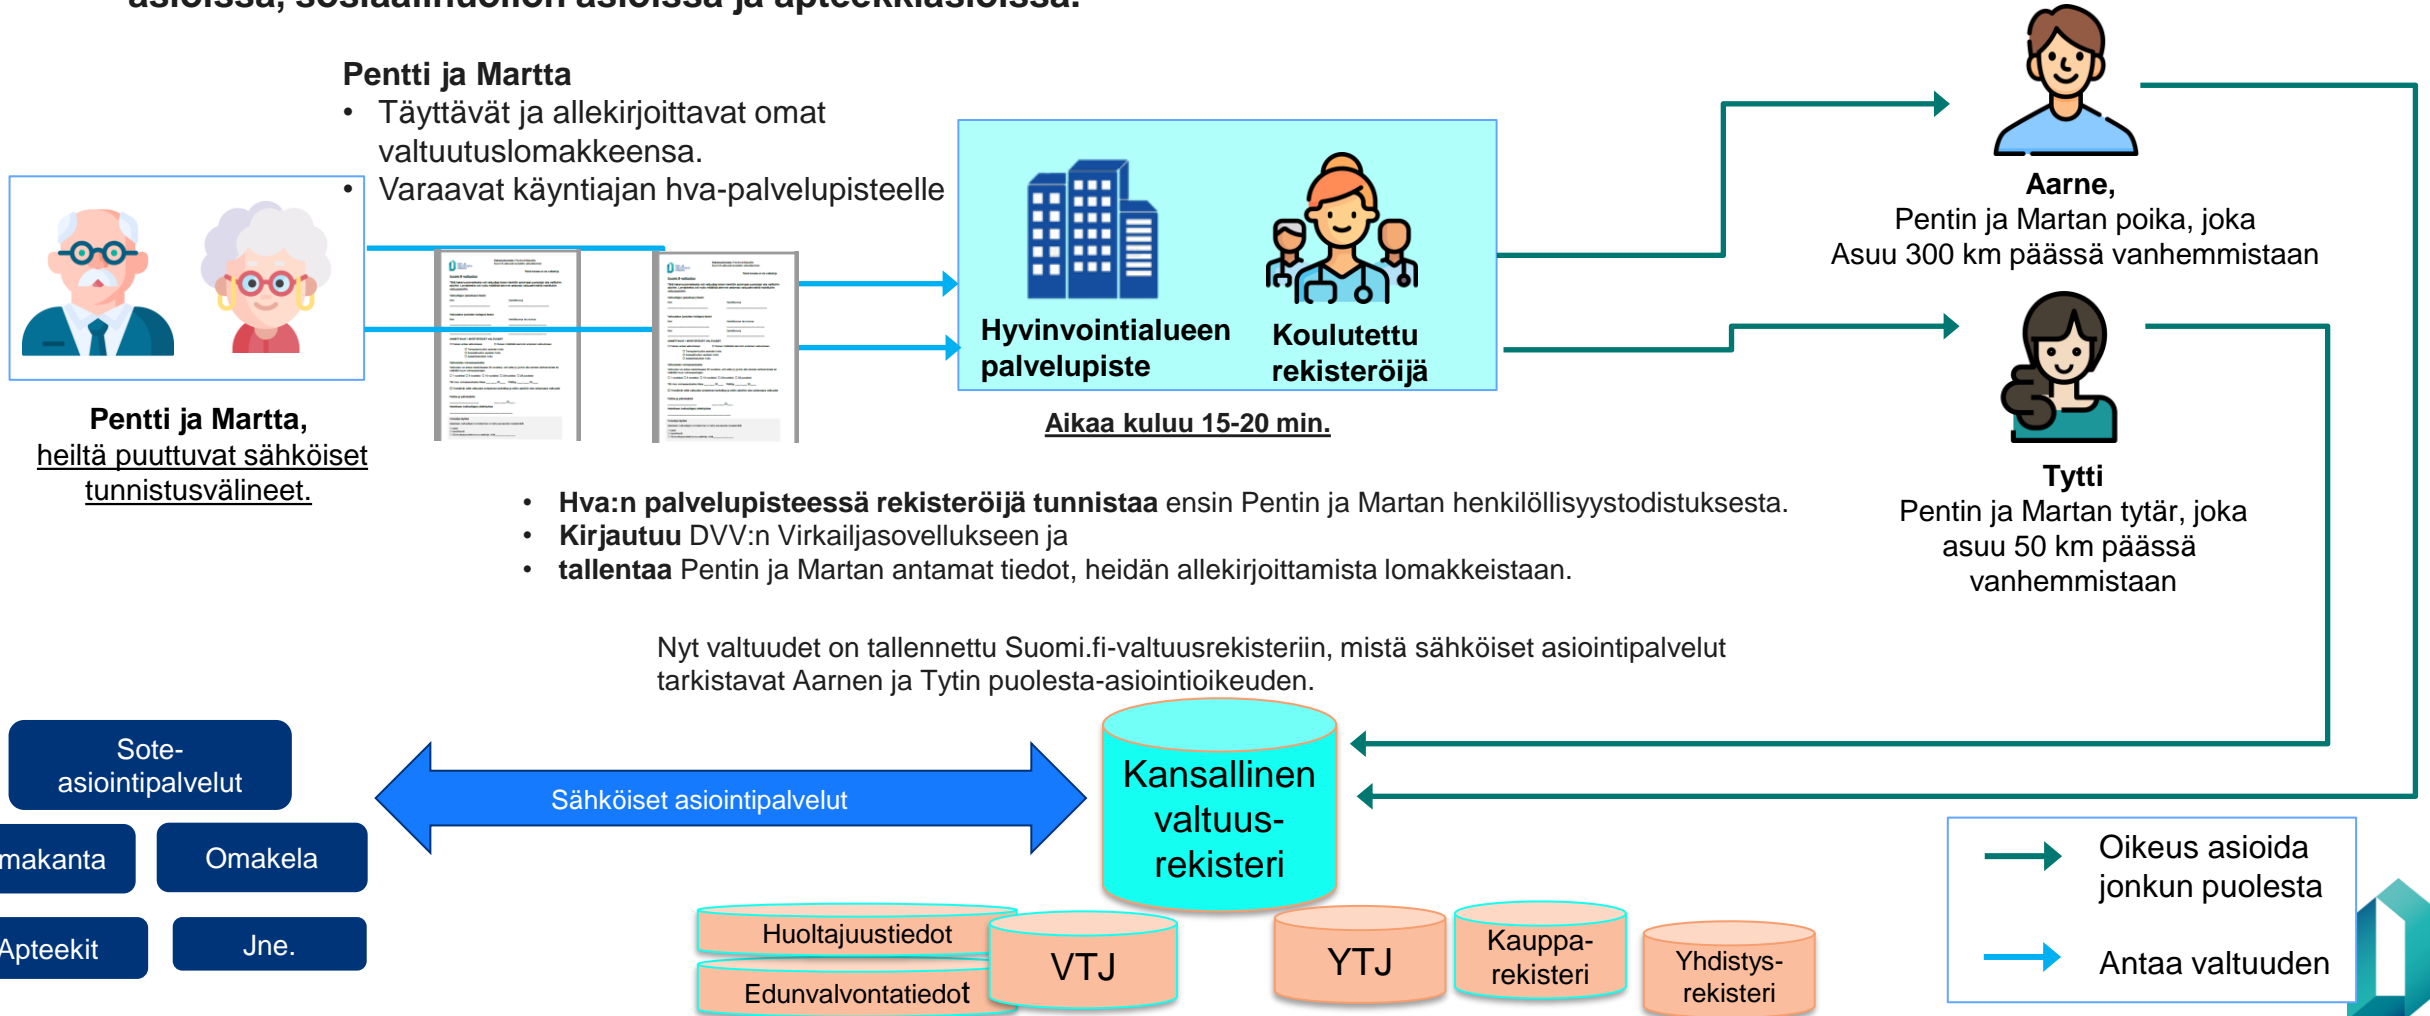 asioissa, sosiaalihuollon asioissa ja apteekkiasioissa.
Pentti ja Martta
• Täyttävät ja allekirjoittavat omat
valtuutuslomakkeensa.
• Varaavat käyntiajan hva-palvelupisteelle
Pentti ja Martta,
heiltä puuttuvat sähköiset
tunnistusvälineet.
Hyvinvointialueen
palvelupiste
Koulutettu
rekisteröijä
Aikaa kuluu 15-20 min.
Aarne,
Pentin ja Martan poika, joka
Asuu 300 km päässä vanhemmistaan
Tytti
Pentin ja Martan tytär, joka
asuu 50 km päässä
vanhemmistaan
• Hva:n palvelupisteessä rekisteröijä tunnistaa ensin Pentin ja Martan henkilöllisyystodistuksesta.
• Kirjautuu DVV:n Virkailjasovellukseen ja
• tallentaa Pentin ja Martan antamat tiedot, heidän allekirjoittamista lomakkeistaan.
Nyt valtuudet on tallennettu Suomi.fi-valtuusrekisteriin, mistä sähköiset asiointipalvelut
tarkistavat Aarnen ja Tytin puolesta-asiointioikeuden.
Sote-
asiointipalvelut
makanta
Omakela
Apteekit
Jne.
Sähköiset asiointipalvelut
Kansallinen
valtuus-
rekisteri
Huoltajuustiedot
Edunvalvontatiedot
VTJ
YTJ
Kauppa-
rekisteri
Yhdistys-
rekisteri
Oikeus asioida
jonkun puolesta
Antaa valtuuden